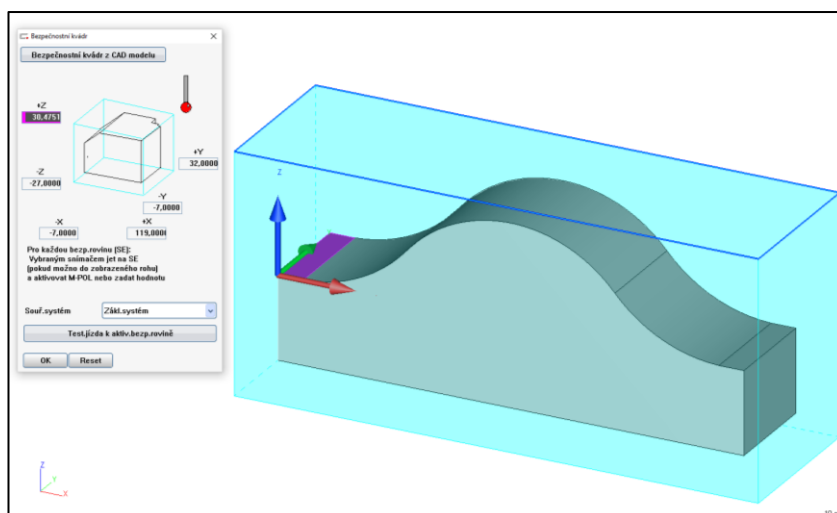 Bezpečnostní kvádr
Bezpečnostní kvádr z CAD modelu
+Z
30,4751
+Y
32,0000
-Z
-27,0000
-Y
-7,0000
-X
+X
-7,0000
119,0000
Pro každou bezp.rovinu (SE):
Vybraným snímačem jet na SE
(pokud možno do zobrazeného rohu)
a aktivovat M-POL nebo zadat hodnotu
Souř.systém
Zákl.systém
Test.jízda k aktiv.bezp.rovině
OK
Reset
Z
Z
Y
X